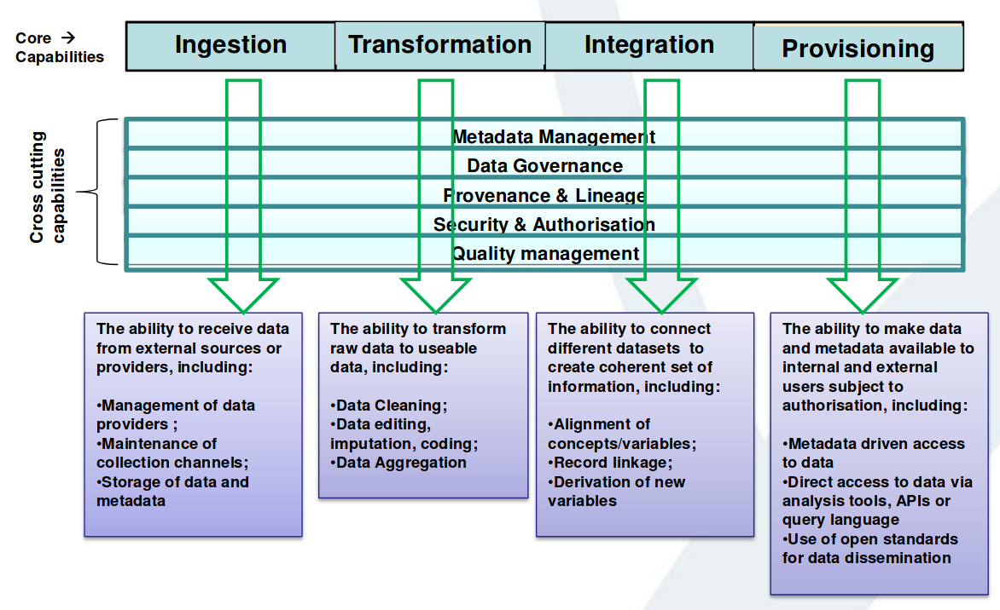 Core → Capabilities
Ingestion
Transformation
Integration
Provisioning
Cross cutting
capabilities
Metadata Management
Data Governance
Provenance & Lineage
Security & Authorisation
Quality management
The ability to receive data
from external sources or
providers, including:
•Management of data
providers ;
•Maintenance of
collection channels;
•Storage of data and
metadata
The ability to transform
raw data to useable
data, including:
•Data Cleaning;
•Data editing,
imputation, coding;
•Data Aggregation
The ability to connect
different datasets  to
create coherent set of
information, including:
•Alignment of
concepts/variables;
•Record linkage;
•Derivation of new
variables
The ability to make data
and metadata available to
internal and external
users subject to
authorisation, including:
•Metadata driven access
to data
•Direct access to data via
analysis tools, APIs or
query language
•Use of open standards
for data dissemination